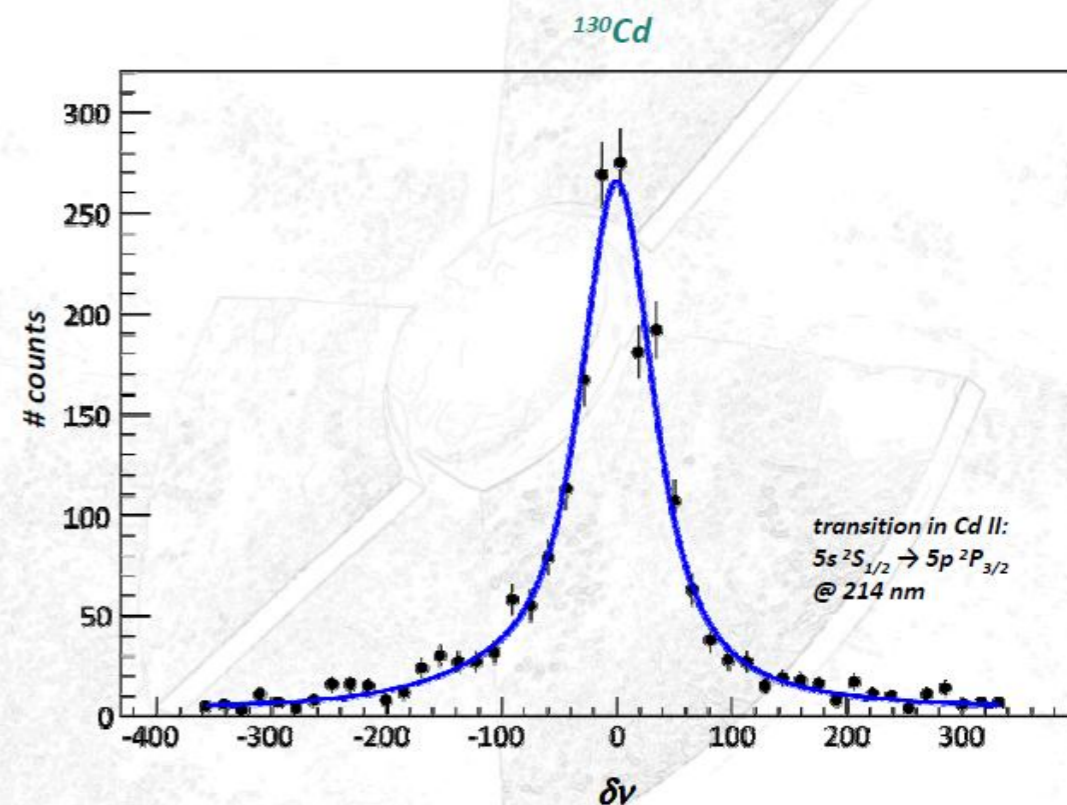 ¹³⁰Cd
300
250
200
150
100
50
0
# counts
transition in Cd II:
5s ²S₁/₂ → 5p ²P₃/₂
@ 214 nm
-400 -300 -200 -100 0 100 200 300
δν